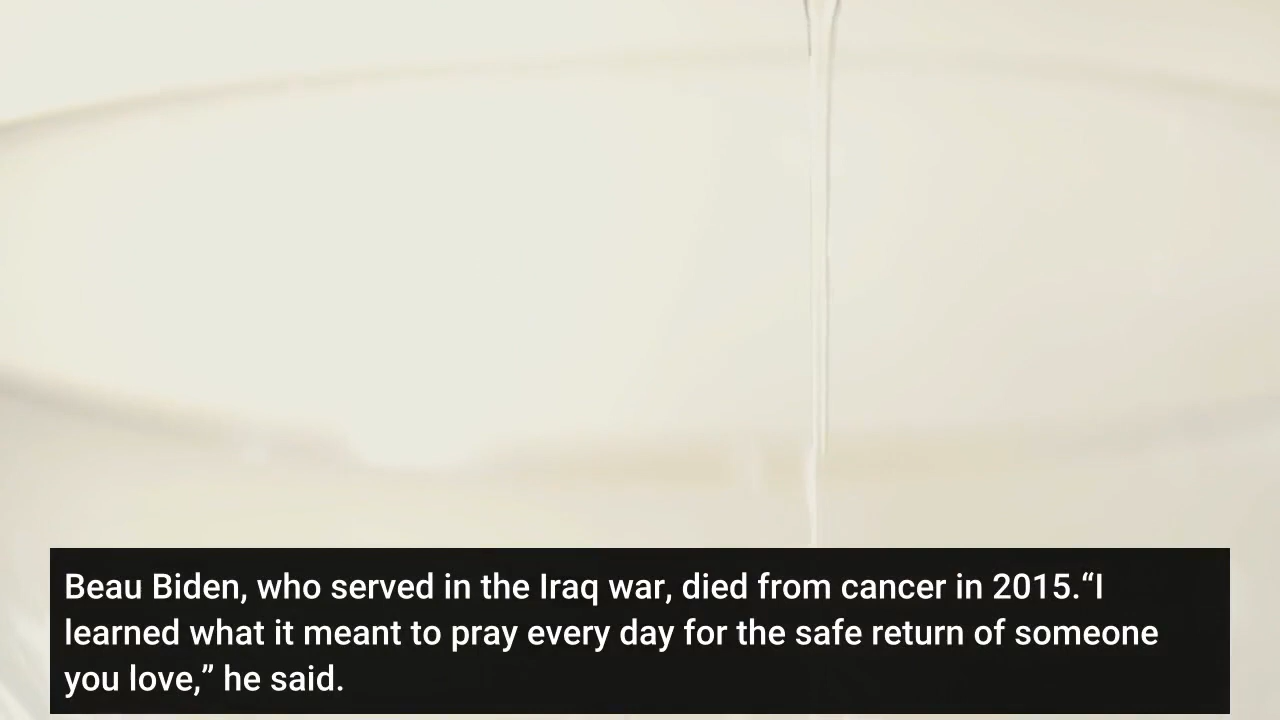 Beau Biden, who served in the Iraq war, died from cancer in 2015.“I
learned what it meant to pray every day for the safe return of someone
you love,” he said.